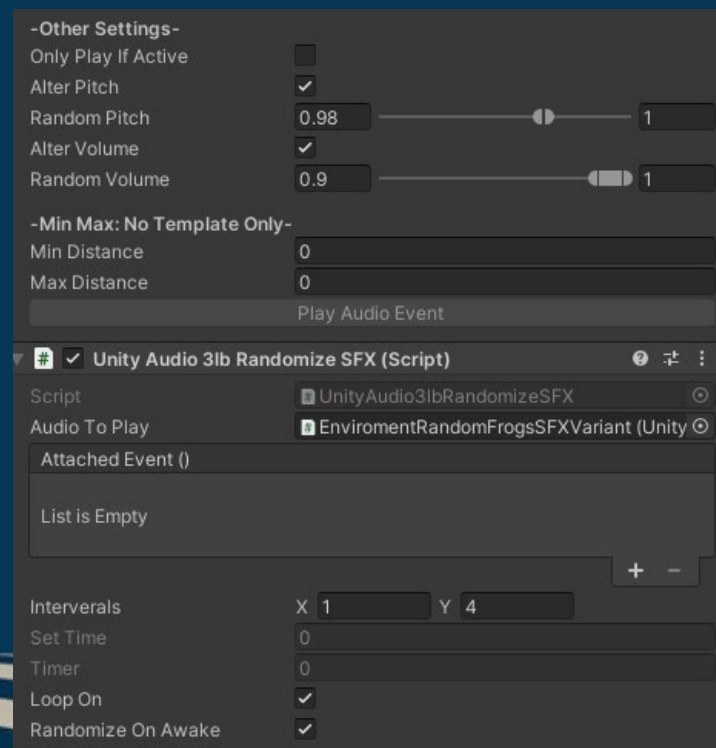 -Other Settings-
Only Play If Active
Alter Pitch
Random Pitch 0.98 1
Alter Volume
Random Volume 0.9 1
-Min Max: No Template Only-
Min Distance 0
Max Distance 0
Play Audio Event
# Unity Audio 3lb Randomize SFX (Script)
Script # UnityAudio3lbRandomizeSFX
Audio To Play # EnviromentRandomFrogsSFXVariant (Unity
Attached Event ()
List is Empty
+ −
Interverals X 1 Y 4
Set Time 0
Timer 0
Loop On
Randomize On Awake